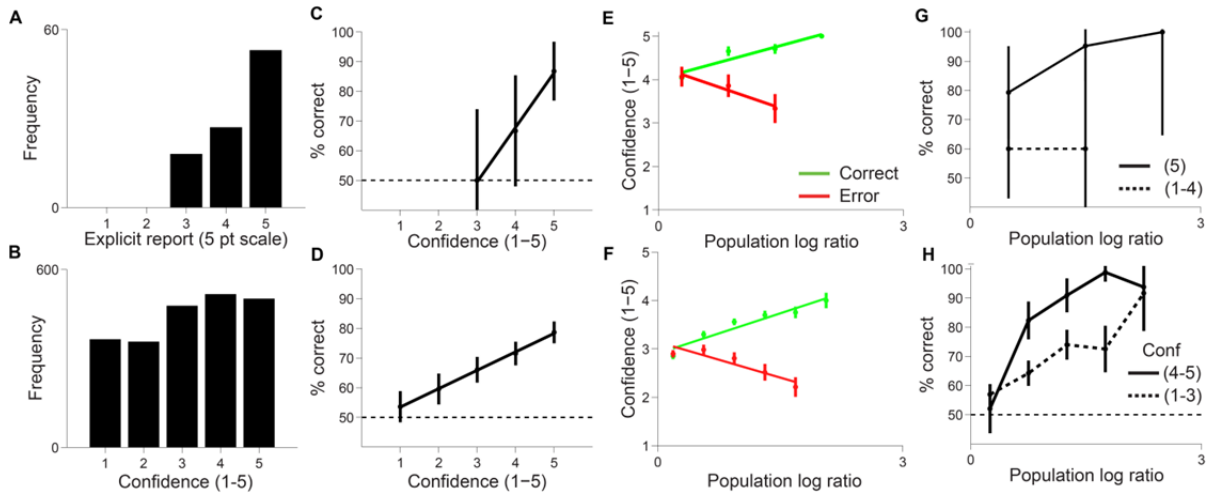 A
60
Frequency
0
1 2 3 4 5
Explicit report (5 pt scale)
B
600
Frequency
0
1 2 3 4 5
Confidence (1-5)
C
100
90
80
70
60
50
% correct
1 2 3 4 5
Confidence (1−5)
D
100
90
80
70
60
50
% correct
1 2 3 4 5
Confidence (1−5)
E
5
4
3
2
1
Confidence (1−5)
Correct
Error
0 3
Population log ratio
F
5
4
3
2
1
Confidence (1−5)
0 3
Population log ratio
G
100
90
80
70
60
50
% correct
(5)
(1-4)
0 3
Population log ratio
H
100
90
80
70
60
50
% correct
Conf
(4-5)
(1-3)
0 3
Population log ratio